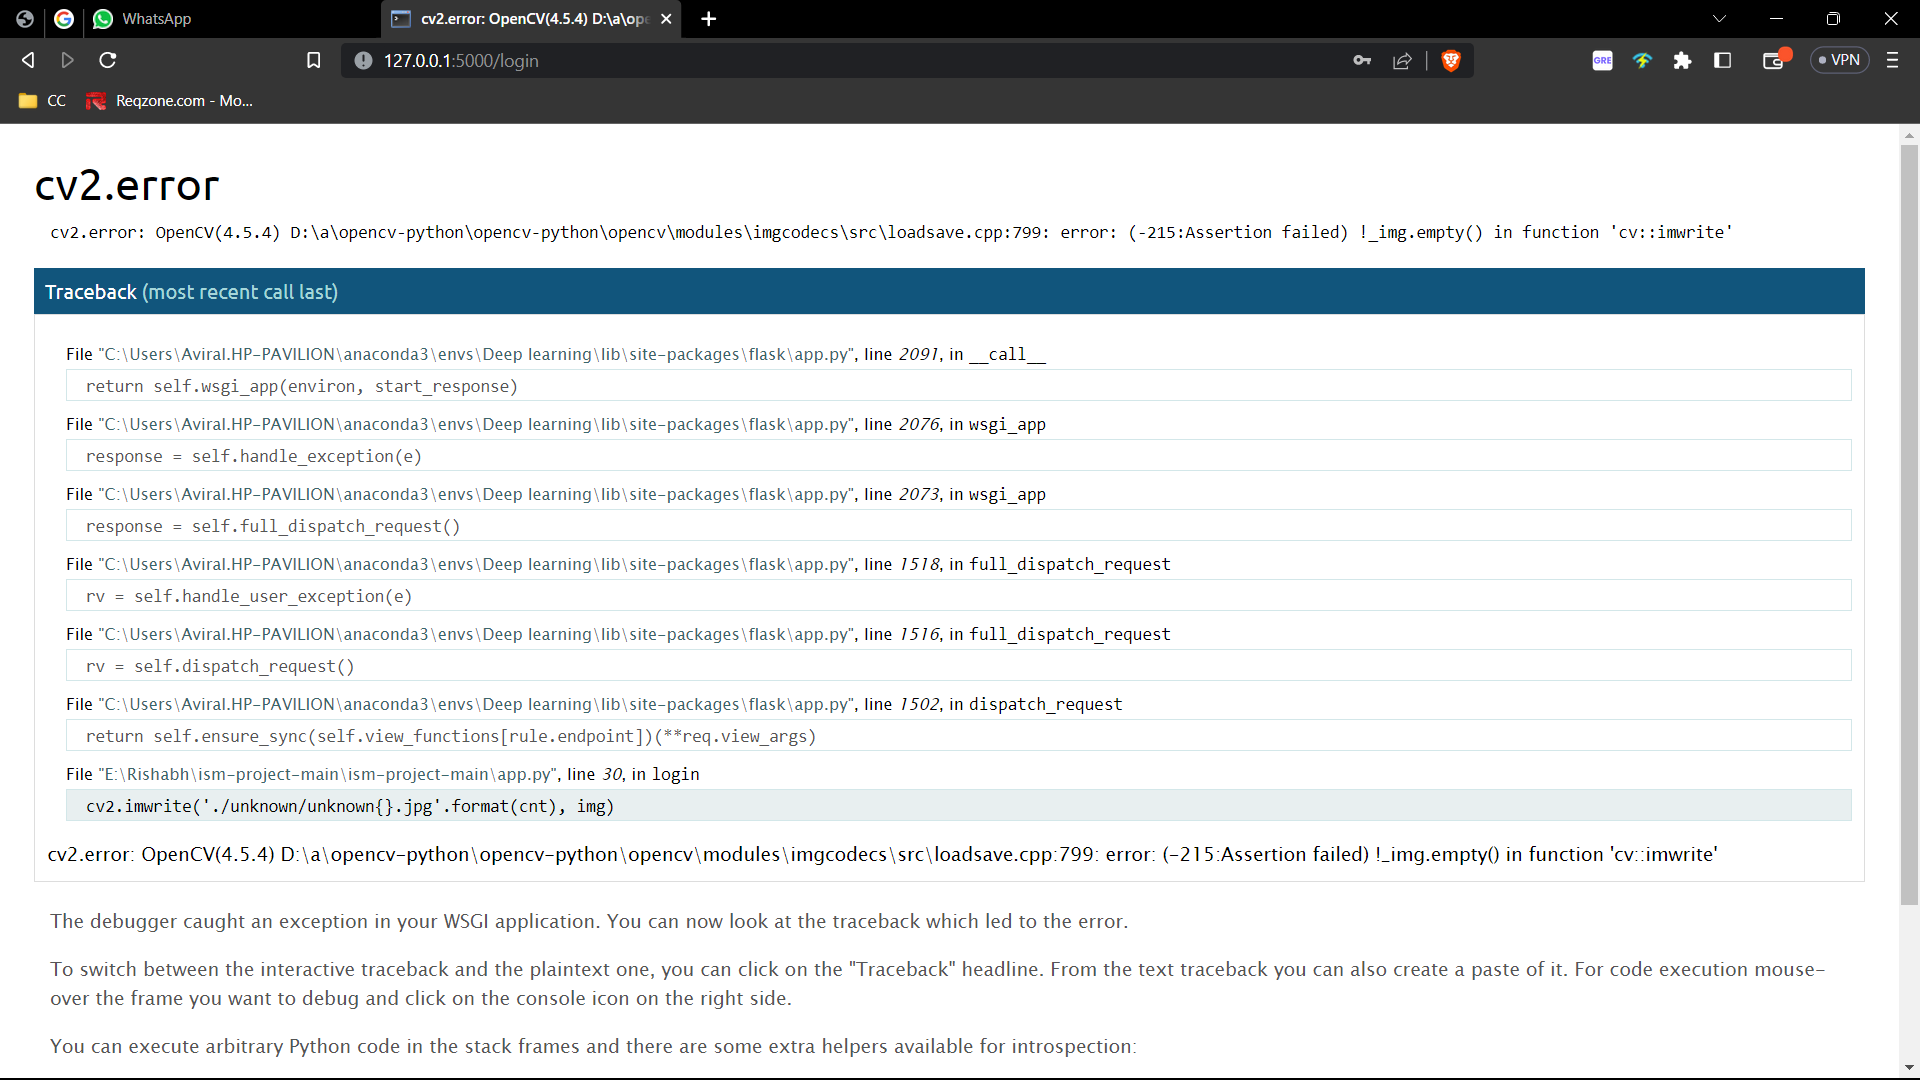 WhatsApp
cv2.error: OpenCV(4.5.4) D:\a\ope
127.0.0.1:5000/login
GRE
VPN
CC
Reqzone.com - Mo...
cv2.error
cv2.error: OpenCV(4.5.4) D:\a\opencv-python\opencv-python\opencv\modules\imgcodecs\src\loadsave.cpp:799: error: (-215:Assertion failed) !_img.empty() in function 'cv::imwrite'
Traceback (most recent call last)
File "C:\Users\Aviral.HP-PAVILION\anaconda3\envs\Deep learning\lib\site-packages\flask\app.py", line 2091, in __call__
return self.wsgi_app(environ, start_response)
File "C:\Users\Aviral.HP-PAVILION\anaconda3\envs\Deep learning\lib\site-packages\flask\app.py", line 2076, in wsgi_app
response = self.handle_exception(e)
File "C:\Users\Aviral.HP-PAVILION\anaconda3\envs\Deep learning\lib\site-packages\flask\app.py", line 2073, in wsgi_app
response = self.full_dispatch_request()
File "C:\Users\Aviral.HP-PAVILION\anaconda3\envs\Deep learning\lib\site-packages\flask\app.py", line 1518, in full_dispatch_request
rv = self.handle_user_exception(e)
File "C:\Users\Aviral.HP-PAVILION\anaconda3\envs\Deep learning\lib\site-packages\flask\app.py", line 1516, in full_dispatch_request
rv = self.dispatch_request()
File "C:\Users\Aviral.HP-PAVILION\anaconda3\envs\Deep learning\lib\site-packages\flask\app.py", line 1502, in dispatch_request
return self.ensure_sync(self.view_functions[rule.endpoint])(**req.view_args)
File "E:\Rishabh\ism-project-main\ism-project-main\app.py", line 30, in login
cv2.imwrite('./unknown/unknown{}.jpg'.format(cnt), img)
cv2.error: OpenCV(4.5.4) D:\a\opencv-python\opencv-python\opencv\modules\imgcodecs\src\loadsave.cpp:799: error: (-215:Assertion failed) !_img.empty() in function 'cv::imwrite'
The debugger caught an exception in your WSGI application. You can now look at the traceback which led to the error.
To switch between the interactive traceback and the plaintext one, you can click on the "Traceback" headline. From the text traceback you can also create a paste of it. For code execution mouse-
over the frame you want to debug and click on the console icon on the right side.
You can execute arbitrary Python code in the stack frames and there are some extra helpers available for introspection: